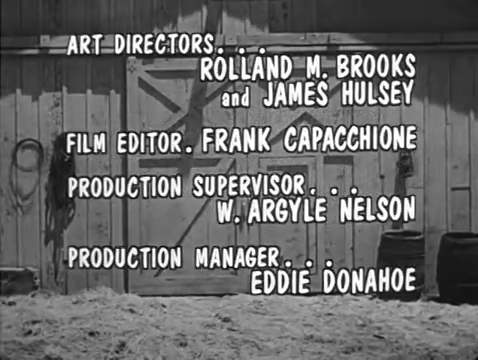 ART DIRECTORS. . .
ROLLAND M. BROOKS
and JAMES HULSEY
FILM EDITOR. FRANK CAPACCHIONE
PRODUCTION SUPERVISOR. . .
W. ARGYLE NELSON
PRODUCTION MANAGER. . .
EDDIE DONAHOE